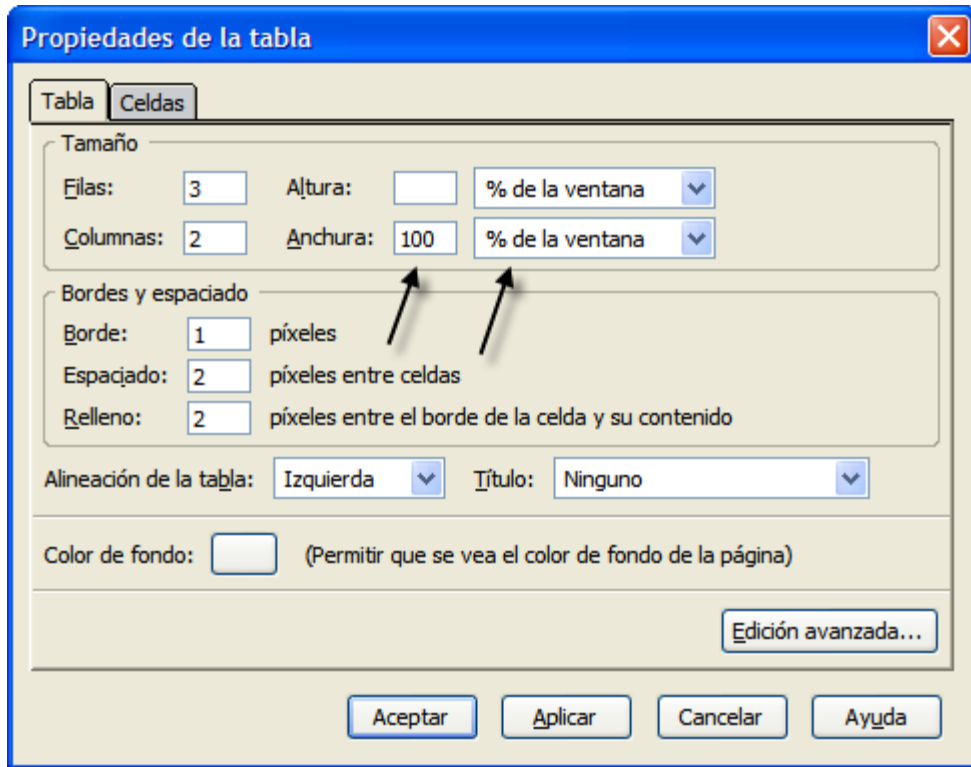 Propiedades de la tabla
Tabla Celdas
Tamaño
Filas: 3 Altura: % de la ventana
Columnas: 2 Anchura: 100 % de la ventana
Bordes y espaciado
Borde: 1 píxeles
Espaciado: 2 píxeles entre celdas
Relleno: 2 píxeles entre el borde de la celda y su contenido
Alineación de la tabla: Izquierda Título: Ninguno
Color de fondo: (Permitir que se vea el color de fondo de la página)
Edición avanzada...
Aceptar Aplicar Cancelar Ayuda